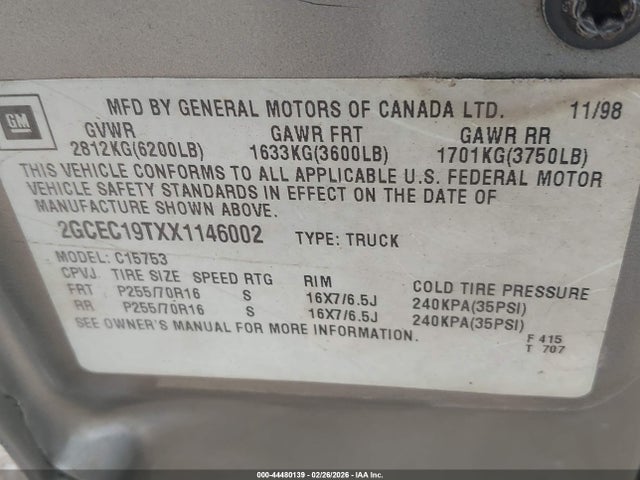 GM
MFD BY GENERAL MOTORS OF CANADA LTD. 11/98
GVWR GAWR FRT GAWR RR
2812KG(6200LB) 1633KG(3600LB) 1701KG(3750LB)
THIS VEHICLE CONFORMS TO ALL APPLICABLE U.S. FEDERAL MOTOR
VEHICLE SAFETY STANDARDS IN EFFECT ON THE DATE OF
MANUFACTURE SHOWN ABOVE.
2GCEC19TXX1146002 TYPE: TRUCK
MODEL: C15753
CPVJ TIRE SIZE SPEED RTG RIM COLD TIRE PRESSURE
FRT P255/70R16 S 16X7/6.5J 240KPA(35PSI)
RR P255/70R16 S 16X7/6.5J 240KPA(35PSI)
SEE OWNER'S MANUAL FOR MORE INFORMATION.
F 415
T 707
000-44480139 | 02/26/2026 | IAA Inc.